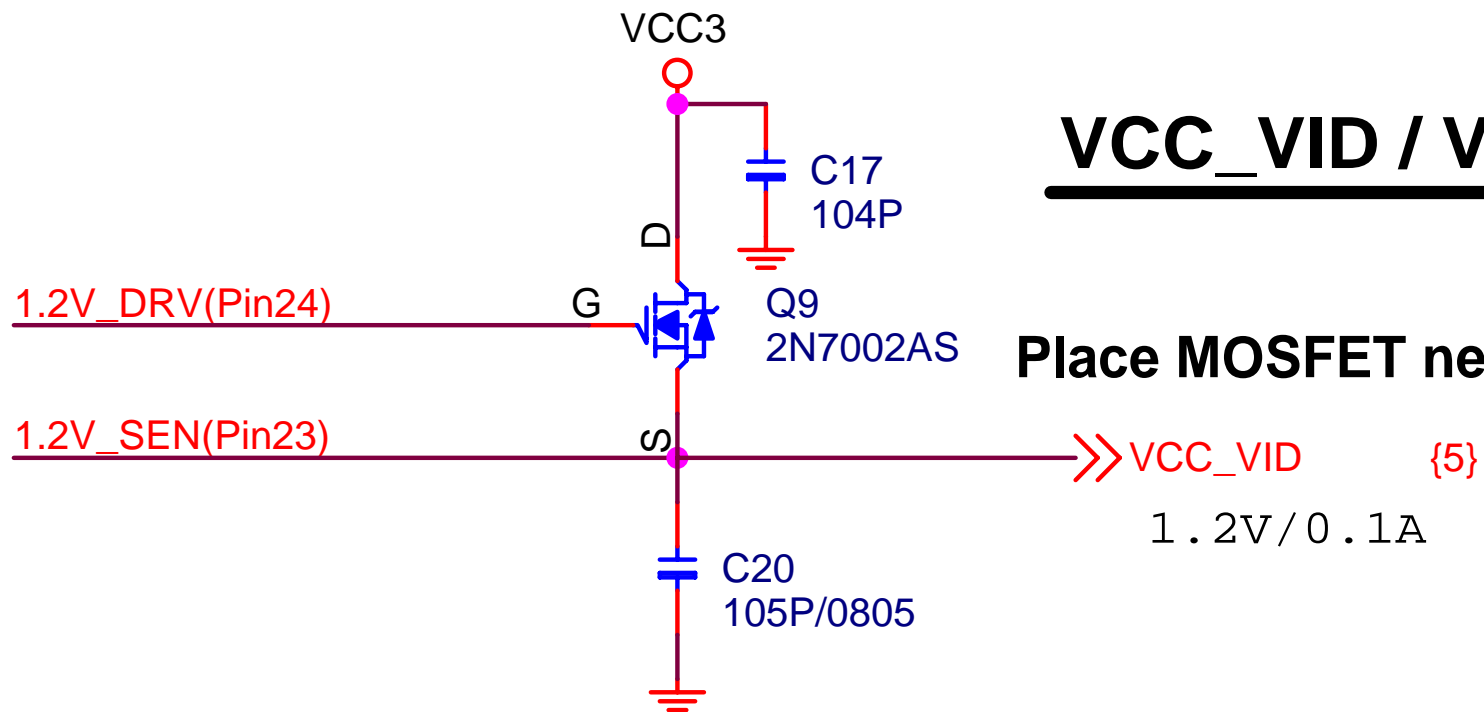 VCC3
VCC_VID / V
C17
104P
D
1.2V_DRV(Pin24)
G
Q9
2N7002AS
Place MOSFET ne
1.2V_SEN(Pin23)
S
VCC_VID {5}
1.2V/0.1A
C20
105P/0805